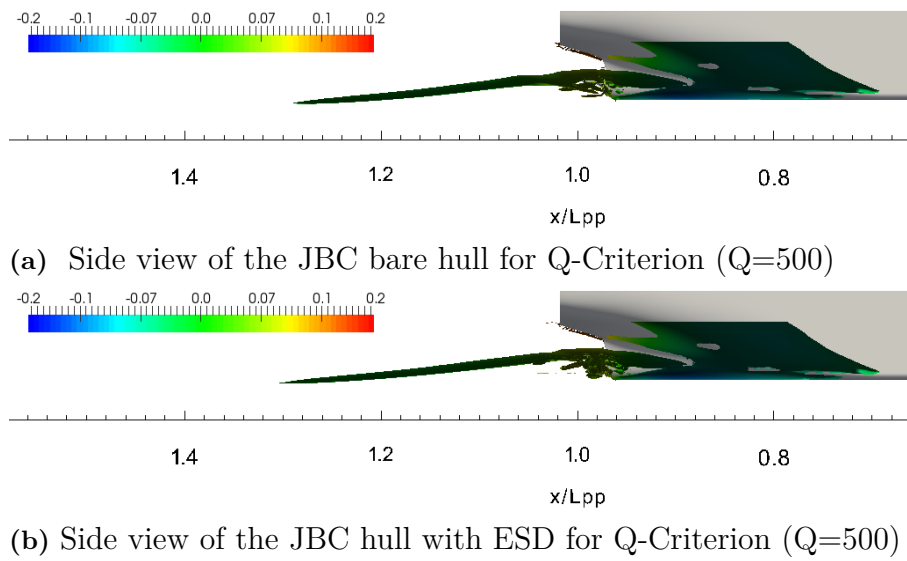 -0.2 -0.1 -0.07 0.0 0.07 0.1 0.2
1.4 1.2 1.0 0.8
x/Lpp
(a) Side view of the JBC bare hull for Q-Criterion (Q=500)
-0.2 -0.1 -0.07 0.0 0.07 0.1 0.2
1.4 1.2 1.0 0.8
x/Lpp
(b) Side view of the JBC hull with ESD for Q-Criterion (Q=500)